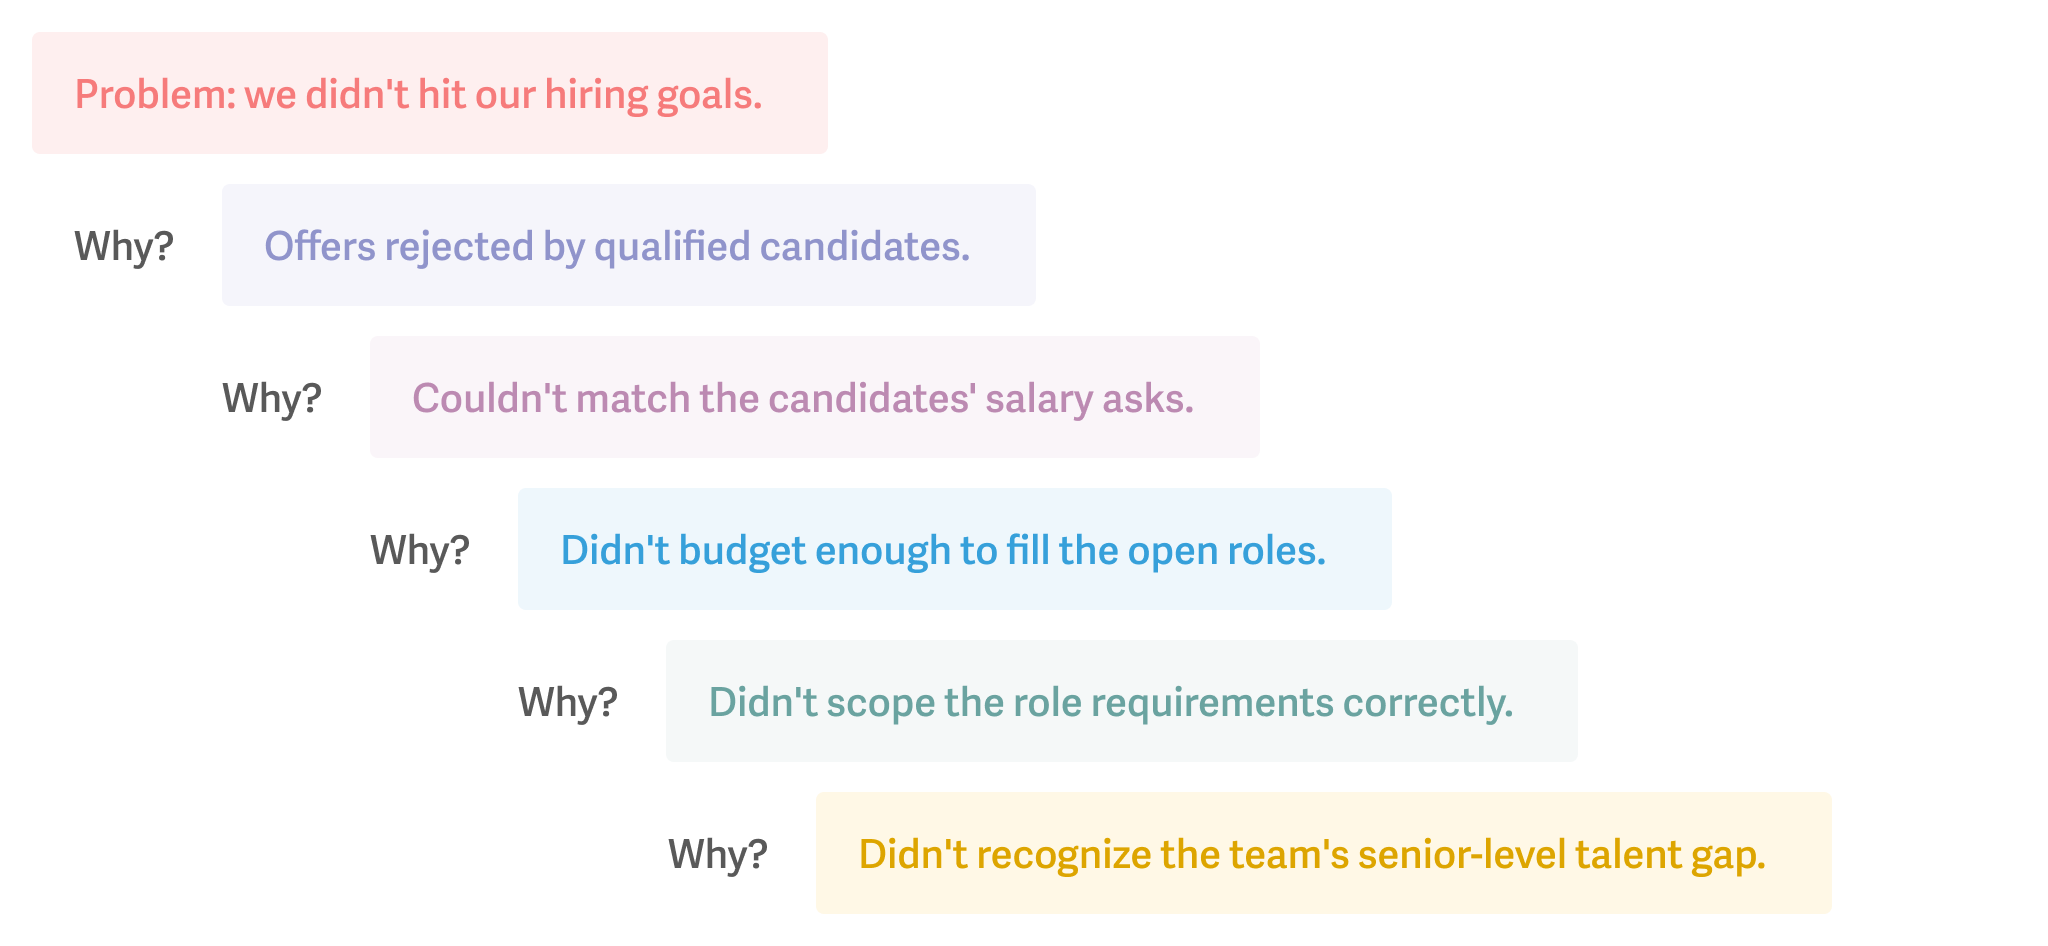 Problem: we didn't hit our hiring goals.
Why? Offers rejected by qualified candidates.
Why? Couldn't match the candidates' salary asks.
Why? Didn't budget enough to fill the open roles.
Why? Didn't scope the role requirements correctly.
Why? Didn't recognize the team's senior-level talent gap.